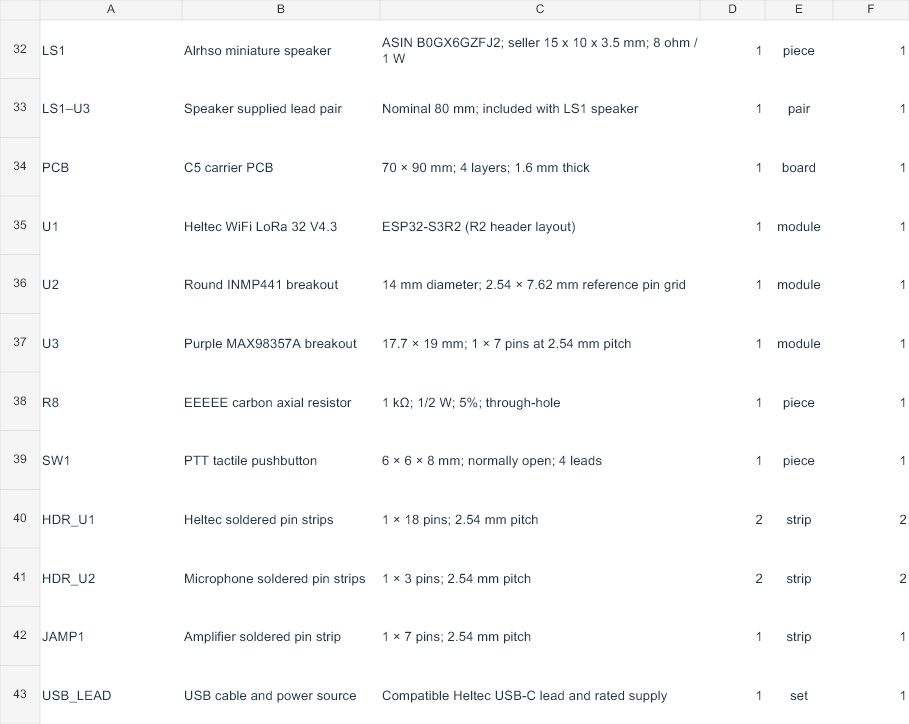 A B C D E F
32 LS1 Alrhso miniature speaker ASIN B0GX6GZFJ2; seller 15 x 10 x 3.5 mm; 8 ohm / 1 piece 1
1 W
33 LS1–U3 Speaker supplied lead pair Nominal 80 mm; included with LS1 speaker 1 pair 1
34 PCB C5 carrier PCB 70 × 90 mm; 4 layers; 1.6 mm thick 1 board 1
35 U1 Heltec WiFi LoRa 32 V4.3 ESP32-S3R2 (R2 header layout) 1 module 1
36 U2 Round INMP441 breakout 14 mm diameter; 2.54 × 7.62 mm reference pin grid 1 module 1
37 U3 Purple MAX98357A breakout 17.7 × 19 mm; 1 × 7 pins at 2.54 mm pitch 1 module 1
38 R8 EEEEE carbon axial resistor 1 kΩ; 1/2 W; 5%; through-hole 1 piece 1
39 SW1 PTT tactile pushbutton 6 × 6 × 8 mm; normally open; 4 leads 1 piece 1
40 HDR_U1 Heltec soldered pin strips 1 × 18 pins; 2.54 mm pitch 2 strip 2
41 HDR_U2 Microphone soldered pin strips 1 × 3 pins; 2.54 mm pitch 2 strip 2
42 JAMP1 Amplifier soldered pin strip 1 × 7 pins; 2.54 mm pitch 1 strip 1
43 USB_LEAD USB cable and power source Compatible Heltec USB-C lead and rated supply 1 set 1